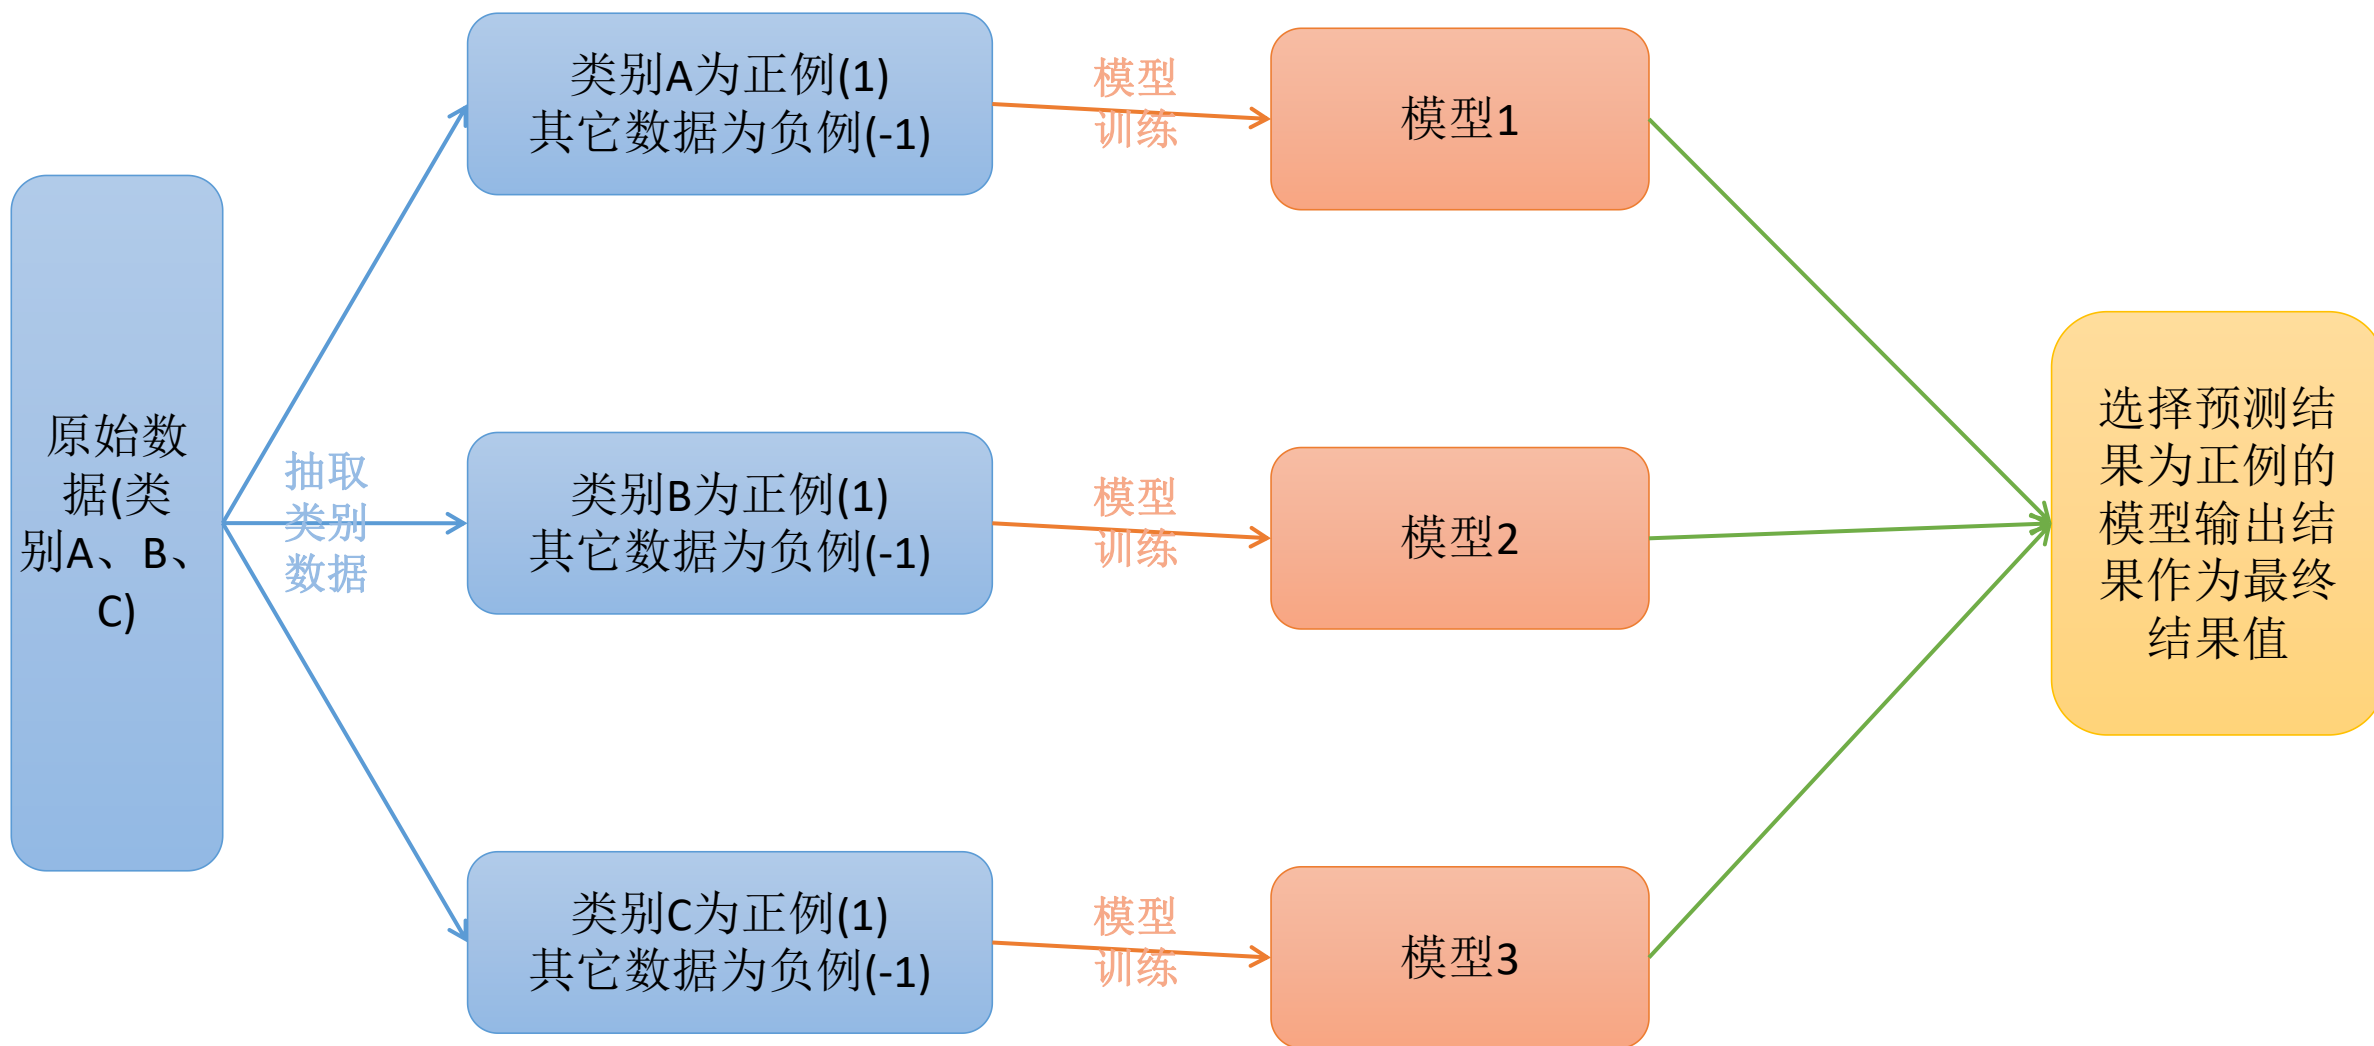 原始数
据(类
别A、B、
C)
抽取
类别
数据
类别A为正例(1)
其它数据为负例(-1)
模型
训练
模型1
类别B为正例(1)
其它数据为负例(-1)
模型
训练
模型2
类别C为正例(1)
其它数据为负例(-1)
模型
训练
模型3
选择预测结
果为正例的
模型输出结
果作为最终
结果值